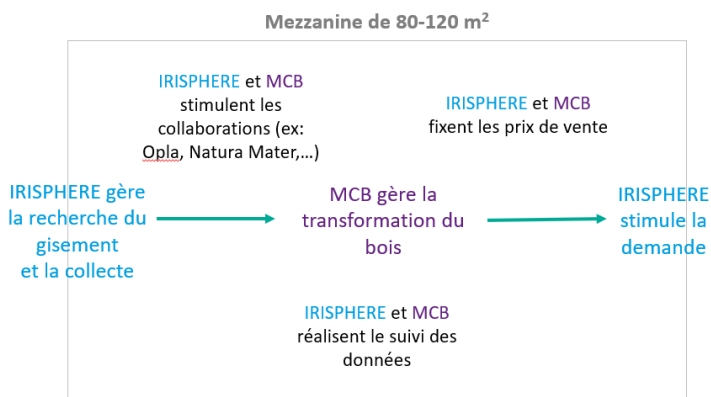 Mezzanine de 80-120 m²
IRISPHERE et MCB
stimulent les
collaborations (ex:
Opla, Natura Mater,…)
IRISPHERE et MCB
fixent les prix de vente
IRISPHERE gère
la recherche du
gisement
et la collecte
MCB gère la
transformation du
bois
IRISPHERE
stimule la
demande
IRISPHERE et MCB
réalisent le suivi des
données